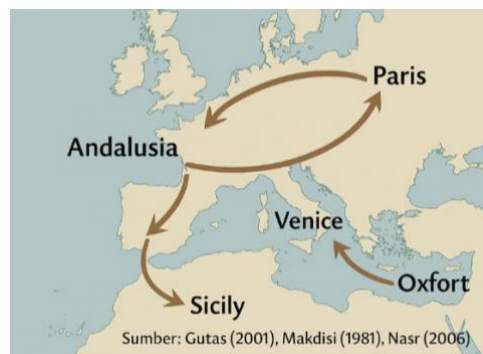 Paris
Andalusia
Venice
Oxfort
Sicily
Sumber: Gutas (2001), Makdisi (1981), Nasr (2006)